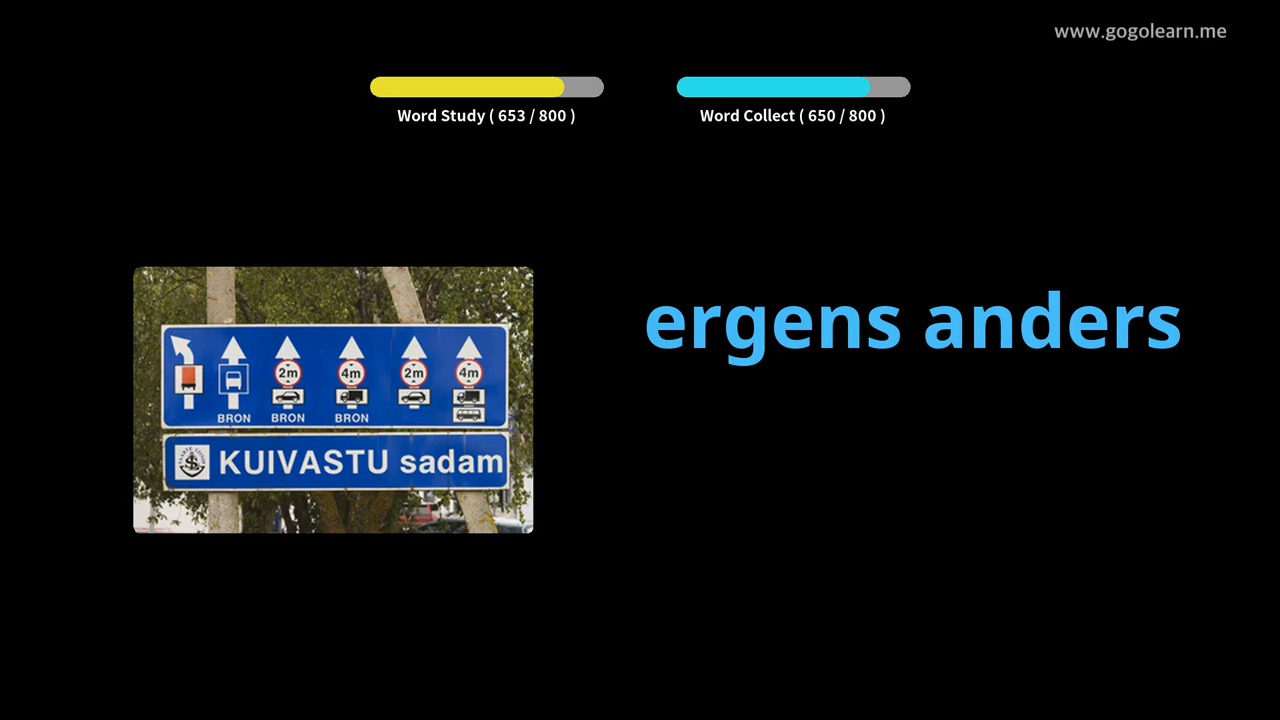 www.gogolearn.me
Word Study ( 653 / 800 )
Word Collect ( 650 / 800 )
ergens anders
2m
4m
2m
4m
BRON
BRON
BRON
KUIVASTU sadam